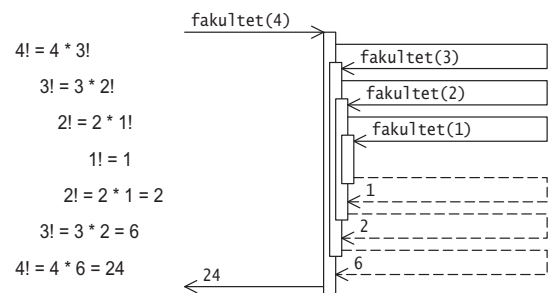 4! = 4 * 3!
3! = 3 * 2!
2! = 2 * 1!
1! = 1
2! = 2 * 1 = 2
3! = 3 * 2 = 6
4! = 4 * 6 = 24
fakultet(4)
fakultet(3)
fakultet(2)
fakultet(1)
1
2
6
24